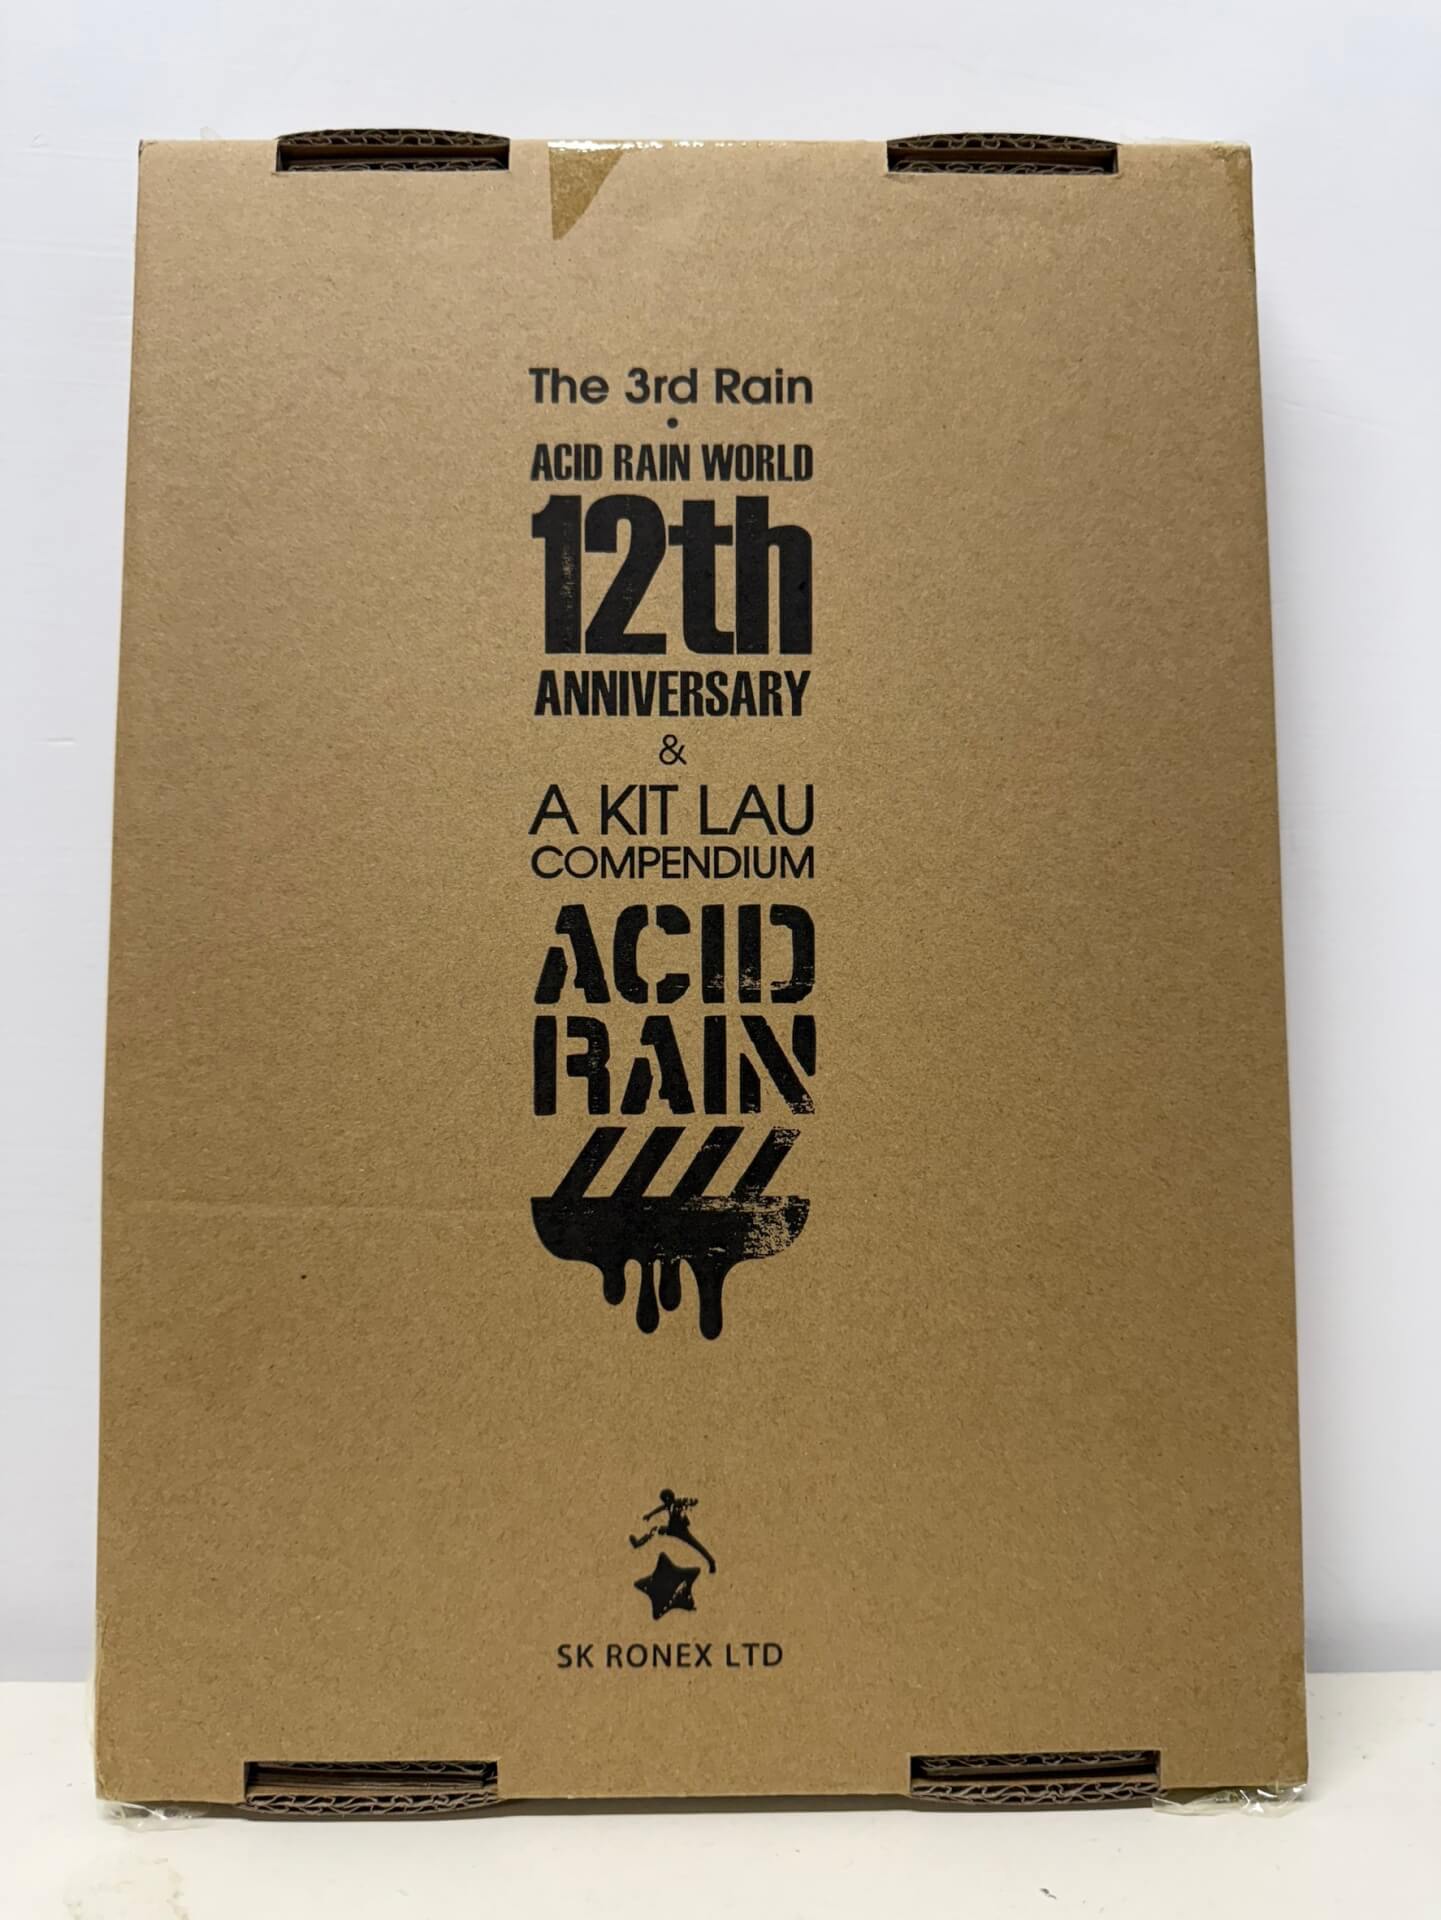 The 3rd Rain
•
ACID RAIN WORLD
12th
ANNIVERSARY
&
A KIT LAU
COMPENDIUM
ACID
RAIN
SK RONEX LTD